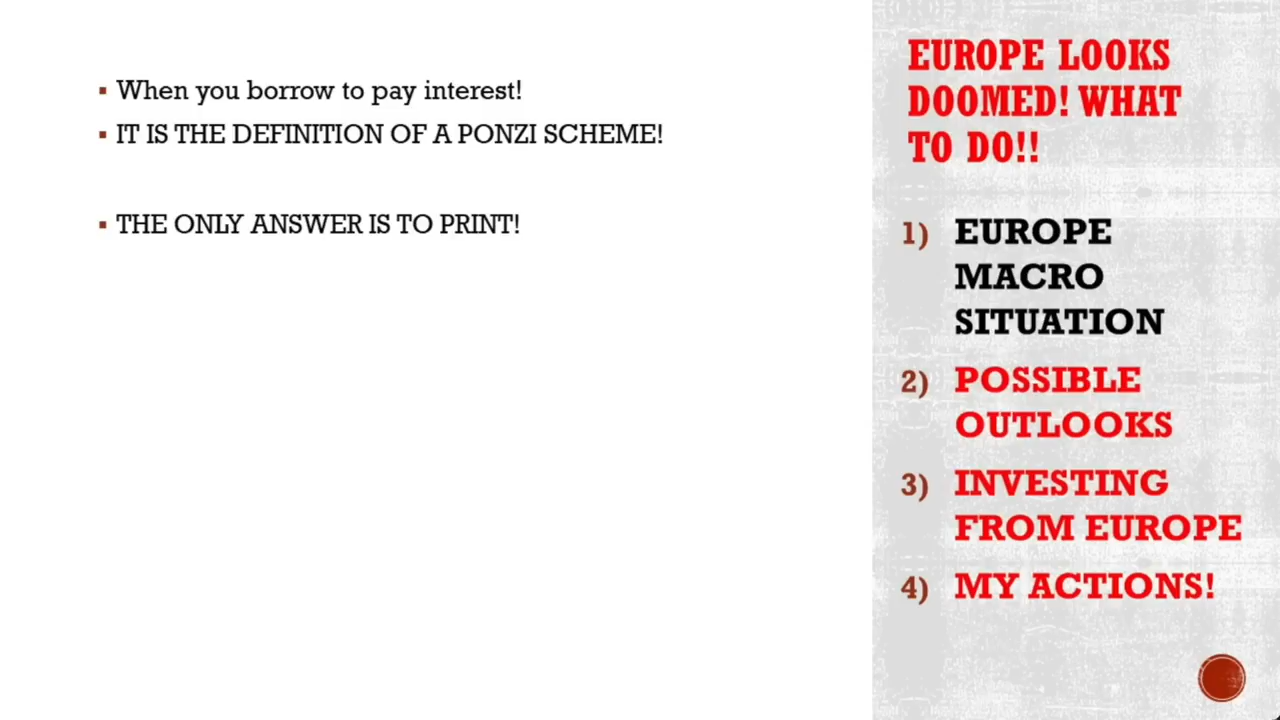 When you borrow to pay interest!
IT IS THE DEFINITION OF A PONZI SCHEME!
THE ONLY ANSWER IS TO PRINT!
EUROPE LOOKS
DOOMED! WHAT
TO DO!!
1) EUROPE
MACRO
SITUATION
2) POSSIBLE
OUTLOOKS
3) INVESTING
FROM EUROPE
4) MY ACTIONS!